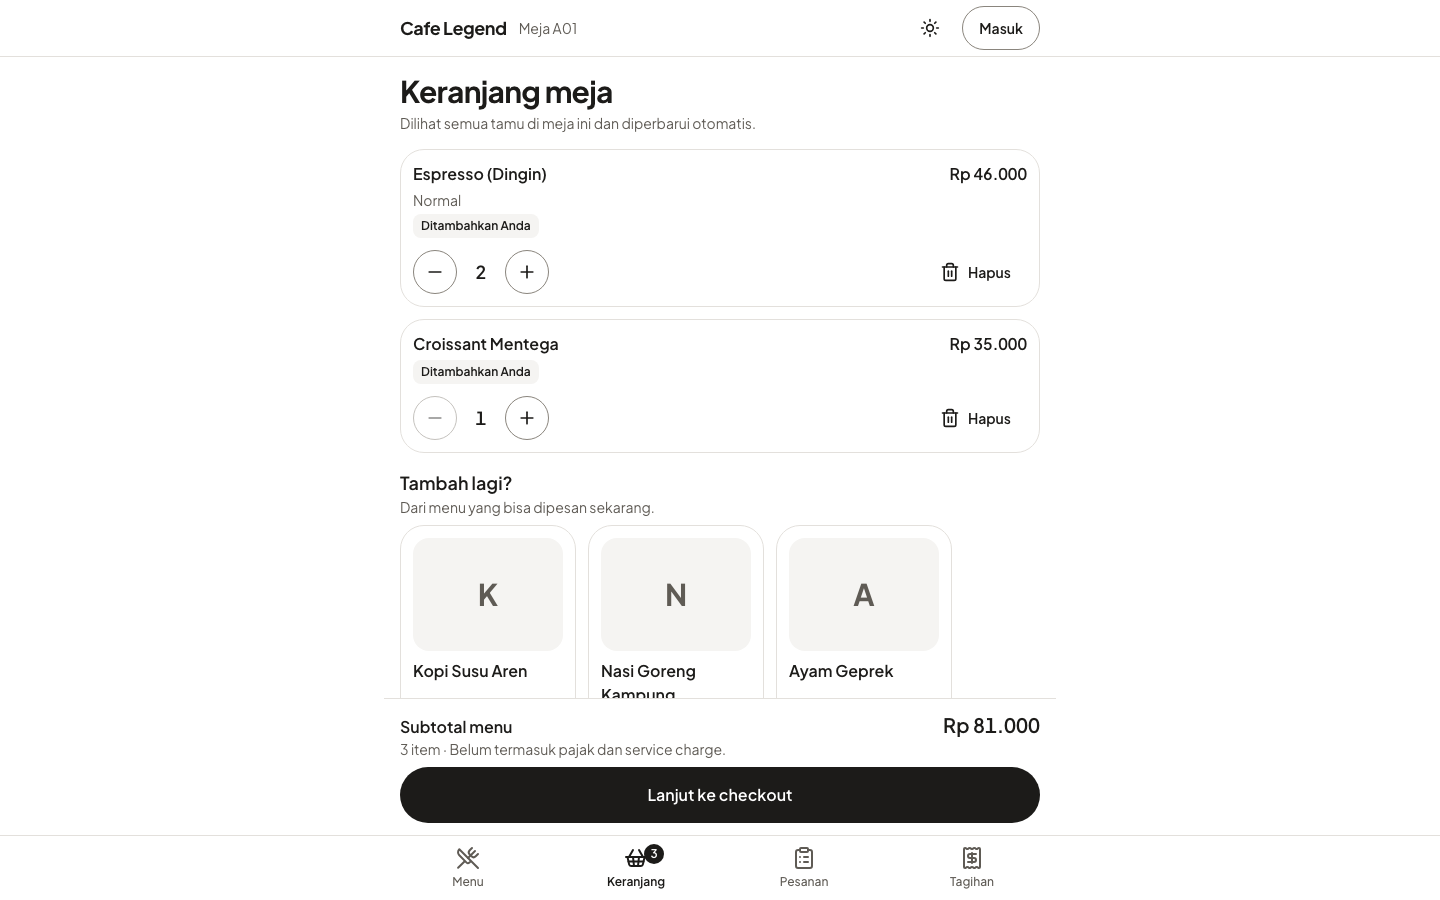 Cafe Legend Meja A01 Masuk
Keranjang meja
Dilihat semua tamu di meja ini dan diperbarui otomatis.
Espresso (Dingin) Rp 46.000
Normal
Ditambahkan Anda
2 Hapus
Croissant Mentega Rp 35.000
Ditambahkan Anda
1 Hapus
Tambah lagi?
Dari menu yang bisa dipesan sekarang.
K N A
Kopi Susu Aren Nasi Goreng Ayam Geprek
Kampung
Subtotal menu Rp 81.000
3 item · Belum termasuk pajak dan service charge.
Lanjut ke checkout
3
Menu Keranjang Pesanan Tagihan